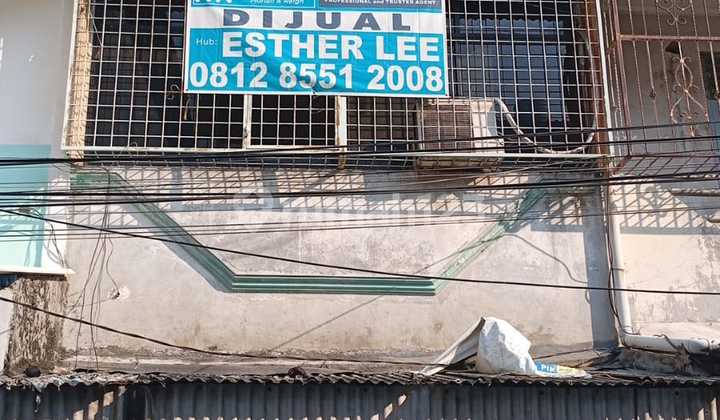 PROFESSIONAL and TRUSTED AGENT
DIJUAL
Hub: ESTHER LEE
0812 8551 2008